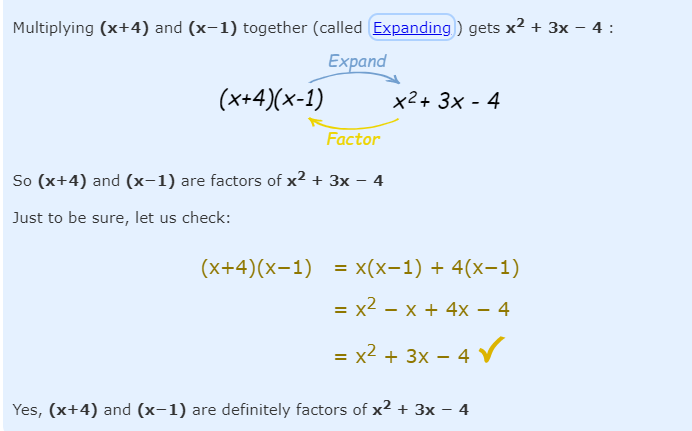 Multiplying (x+4) and (x−1) together (called Expanding) gets x² + 3x − 4 :
Expand
(x+4)(x-1) x²+ 3x - 4
Factor
So (x+4) and (x−1) are factors of x² + 3x − 4
Just to be sure, let us check:
(x+4)(x−1) = x(x−1) + 4(x−1)
= x² − x + 4x − 4
= x² + 3x − 4 ✓
Yes, (x+4) and (x−1) are definitely factors of x² + 3x − 4